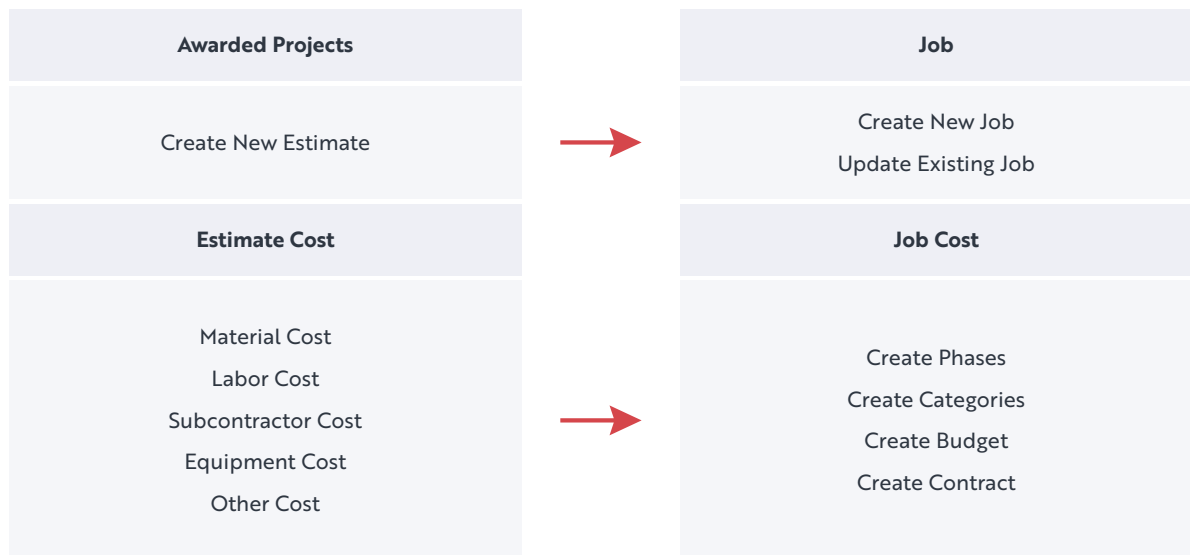 Awarded Projects
Job
Create New Estimate
Create New Job
Update Existing Job
Estimate Cost
Job Cost
Material Cost
Labor Cost
Subcontractor Cost
Equipment Cost
Other Cost
Create Phases
Create Categories
Create Budget
Create Contract